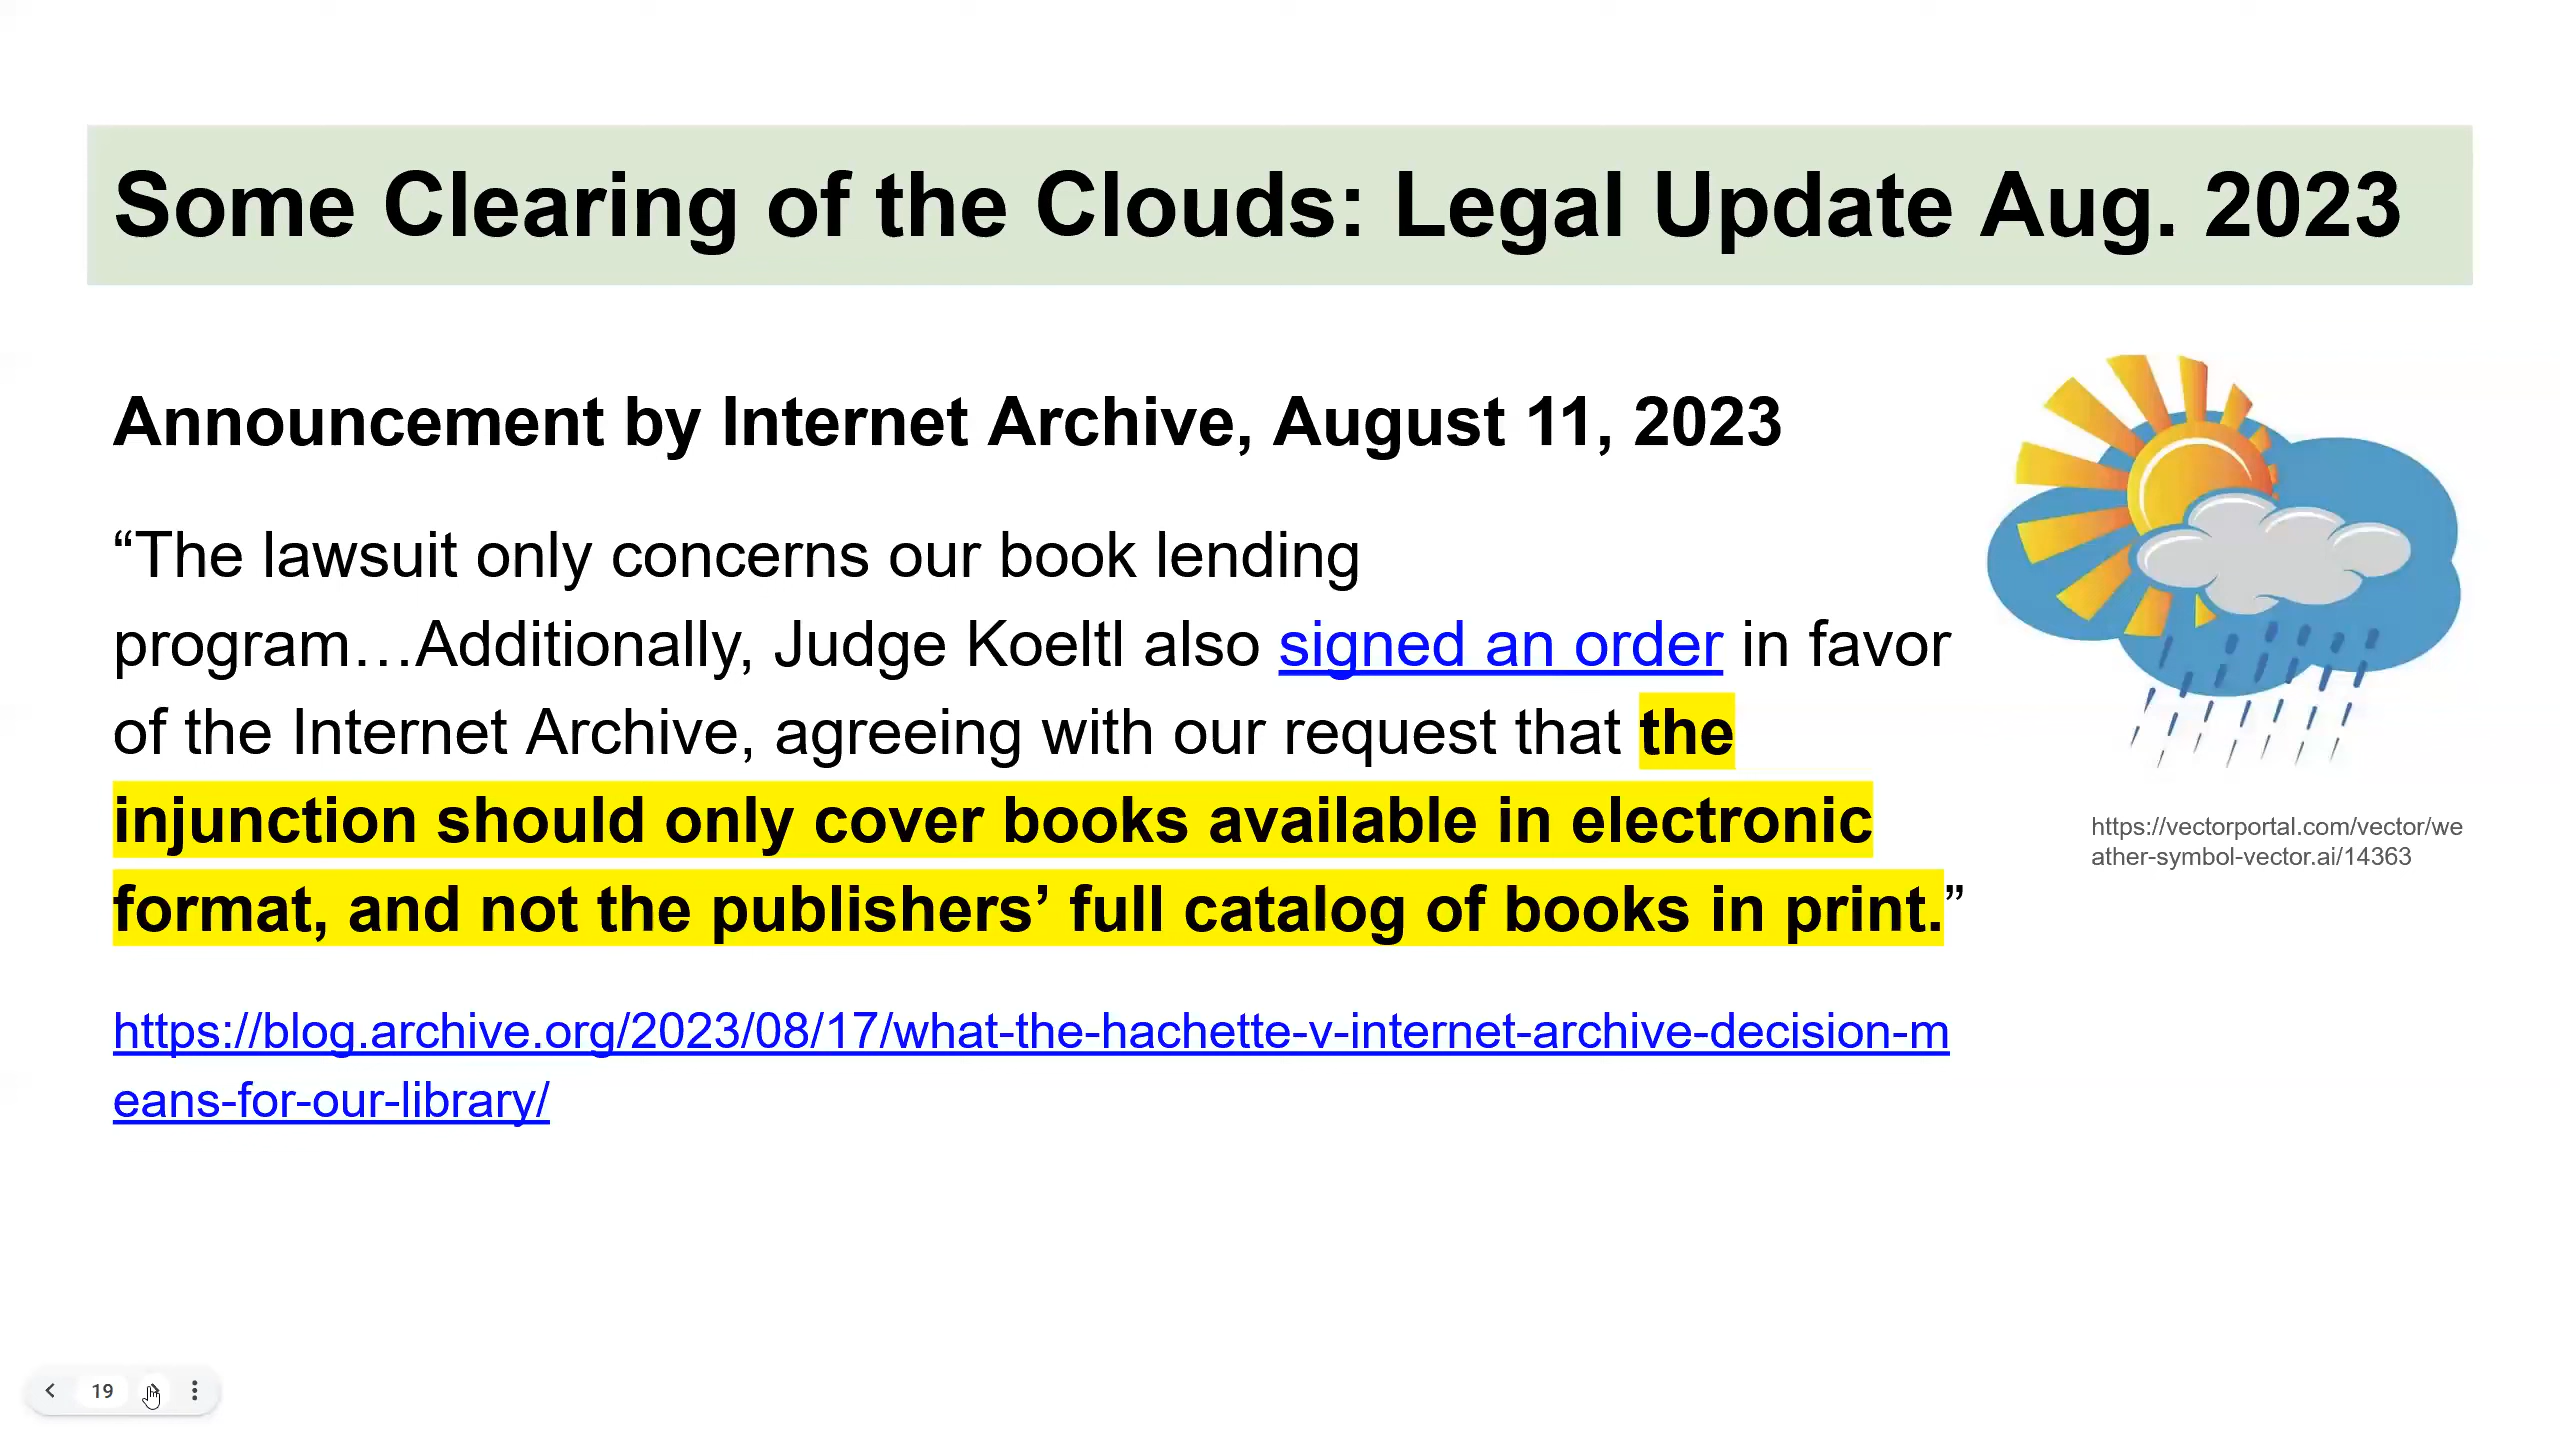 Some Clearing of the Clouds: Legal Update Aug. 2023
Announcement by Internet Archive, August 11, 2023
“The lawsuit only concerns our book lending
program…Additionally, Judge Koeltl also signed an order in favor
of the Internet Archive, agreeing with our request that the
injunction should only cover books available in electronic
format, and not the publishers’ full catalog of books in print.”
https://vectorportal.com/vector/we
ather-symbol-vector.ai/14363
https://blog.archive.org/2023/08/17/what-the-hachette-v-internet-archive-decision-m
eans-for-our-library/
19